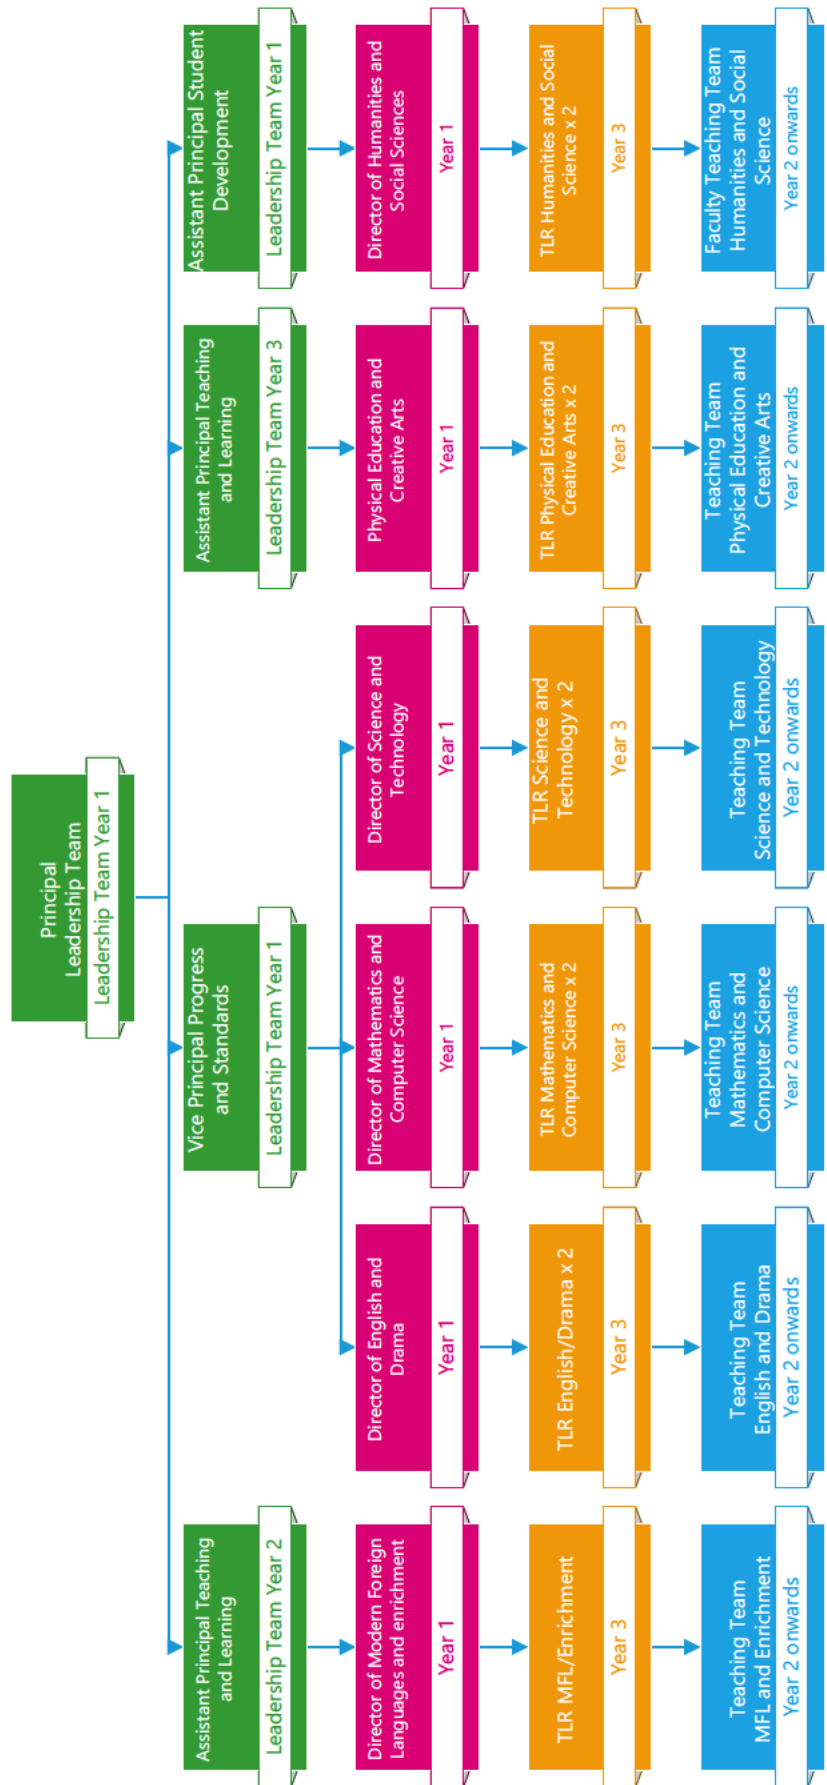 Principal
Leadership Team
Leadership Team Year 1
Assistant Principal Teaching
and Learning
Leadership Team Year 2
Vice Principal Progress
and Standards
Leadership Team Year 1
Assistant Principal Teaching
and Learning
Leadership Team Year 3
Assistant Principal Student
Development
Leadership Team Year 1
Director of Modern Foreign
Languages and enrichment
Year 1
Director of English and
Drama
Year 1
Director of Mathematics and
Computer Science
Year 1
Director of Science and
Technology
Year 1
Physical Education and
Creative Arts
Year 1
Director of Humanities and
Social Sciences
Year 1
TLR MFL/Enrichment
Year 3
TLR English/Drama x 2
Year 3
TLR Mathematics and
Computer Science x 2
Year 3
TLR Science and
Technology x 2
Year 3
TLR Physical Education and
Creative Arts x 2
Year 3
TLR Humanities and Social
Science x 2
Year 3
Teaching Team
MFL and Enrichment
Year 2 onwards
Teaching Team
English and Drama
Year 2 onwards
Teaching Team
Mathematics and
Computer Science
Year 2 onwards
Teaching Team
Science and Technology
Year 2 onwards
Teaching Team
Physical Education and
Creative Arts
Year 2 onwards
Faculty Teaching Team
Humanities and Social
Science
Year 2 onwards